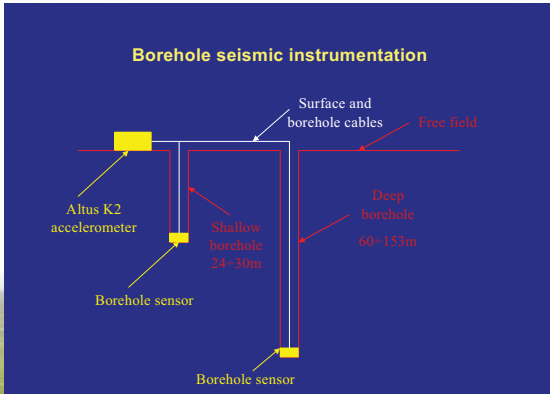 Borehole seismic instrumentation
Surface and
borehole cables
Free field
Altus K2
accelerometer
Shallow
borehole
24÷30m
Deep
borehole
60÷153m
Borehole sensor
Borehole sensor